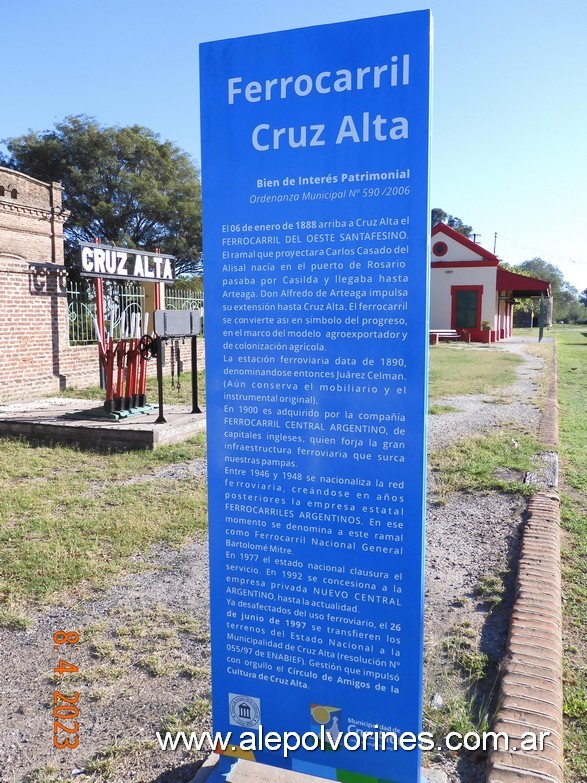 Ferrocarril
Cruz Alta
Bien de Interés Patrimonial
Ordenanza Municipal N° 590 /2006
El 06 de enero de 1888 arriba a Cruz Alta el
FERROCARRIL DEL OESTE SANTAFESINO.
El ramal que proyectara Carlos Casado del
Alisal nacía en el puerto de Rosario
pasaba por Casilda y llegaba hasta
Arteaga. Don Alfredo de Arteaga impulsa
su extensión hasta Cruz Alta. El ferrocarril
se convierte así en símbolo del progreso,
en el marco del modelo agroexportador y
de colonización agrícola.
La estación ferroviaria data de 1890,
denominandose entonces Juárez Celman.
(Aún conserva el mobiliario y el
instrumental original).
En 1900 es adquirido por la compañía
FERROCARRIL CENTRAL ARGENTINO, de
capitales ingleses, quien forja la gran
infraestructura ferroviaria que surca
nuestras pampas.
Entre 1946 y 1948 se nacionaliza la red
ferroviaria, creándose en años
posteriores la empresa estatal
FERROCARRILES ARGENTINOS. En ese
momento se denomina a este ramal
como Ferrocarril Nacional General
Bartolomé Mitre.
En 1977 el estado nacional clausura el
servicio. En 1992 se concesiona a la
empresa privada NUEVO CENTRAL
ARGENTINO, hasta la actualidad.
Ya desafectados del uso ferroviario, el 26
de junio de 1997 se transfieren los
terrenos del Estado Nacional a la
Municipalidad de Cruz Alta (resolución N°
055/97 de ENABIEF). Gestión que impulsó
con orgullo el Círculo de Amigos de la
Cultura de Cruz Alta.
Municipalidad de
CRUZ ALTA
8. 4 2023
www.alepolvorines.com.ar